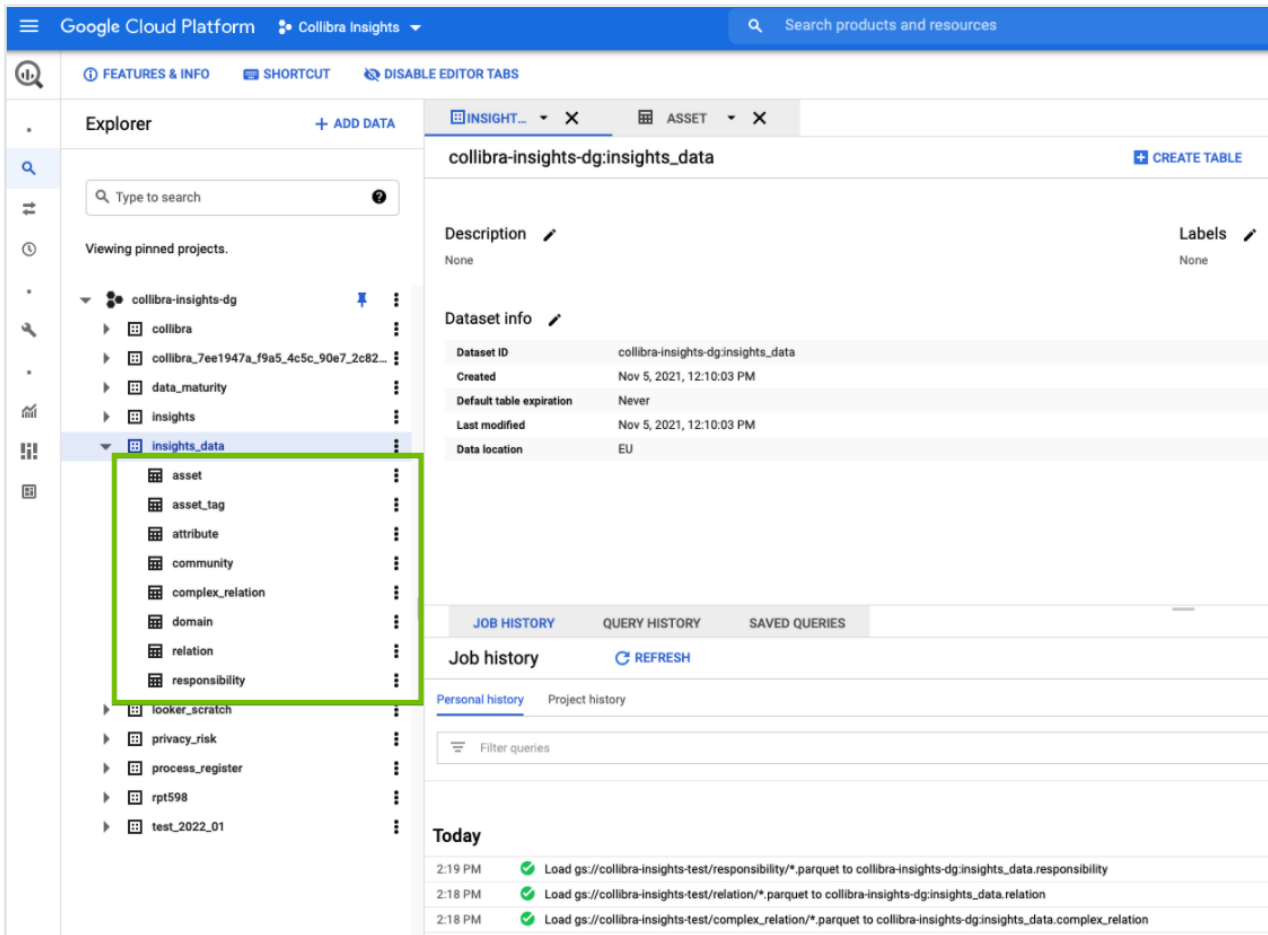 Google Cloud Platform Collibra Insights Search products and resources
FEATURES & INFO SHORTCUT DISABLE EDITOR TABS
Explorer + ADD DATA
Type to search
Viewing pinned projects.
collibra-insights-dg
collibra
collibra_7ee1947a_f9a5_4c5c_90e7_2c82...
data_maturity
insights
insights_data
asset
asset_tag
attribute
community
complex_relation
domain
relation
responsibility
looker_scratch
privacy_risk
process_register
rpt598
test_2022_01
INSIGHT... ASSET
collibra-insights-dg:insights_data CREATE TABLE
Description Labels
None None
Dataset info
Dataset ID collibra-insights-dg:insights_data
Created Nov 5, 2021, 12:10:03 PM
Default table expiration Never
Last modified Nov 5, 2021, 12:10:03 PM
Data location EU
JOB HISTORY QUERY HISTORY SAVED QUERIES
Job history REFRESH
Personal history Project history
Filter queries
Today
2:19 PM Load gs://collibra-insights-test/responsibility/*.parquet to collibra-insights-dg:insights_data.responsibility
2:18 PM Load gs://collibra-insights-test/relation/*.parquet to collibra-insights-dg:insights_data.relation
2:18 PM Load gs://collibra-insights-test/complex_relation/*.parquet to collibra-insights-dg:insights_data.complex_relation